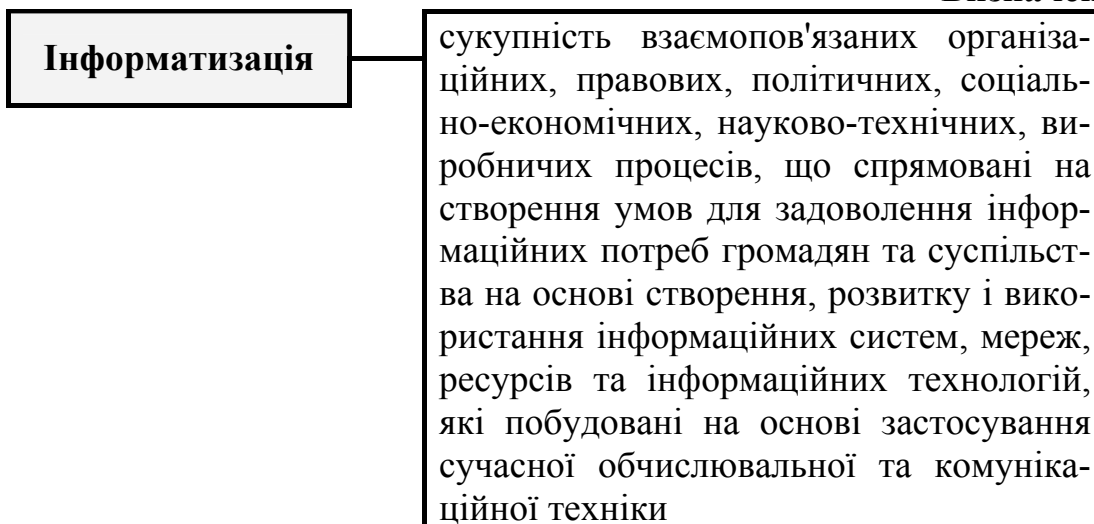 Інформатизація
сукупність взаємопов'язаних організа-
ційних, правових, політичних, соціаль-
но-економічних, науково-технічних, ви-
робничих процесів, що спрямовані на
створення умов для задоволення інфор-
маційних потреб громадян та суспільст-
ва на основі створення, розвитку і вико-
ристання інформаційних систем, мереж,
ресурсів та інформаційних технологій,
які побудовані на основі застосування
сучасної обчислювальної та комуніка-
ційної техніки